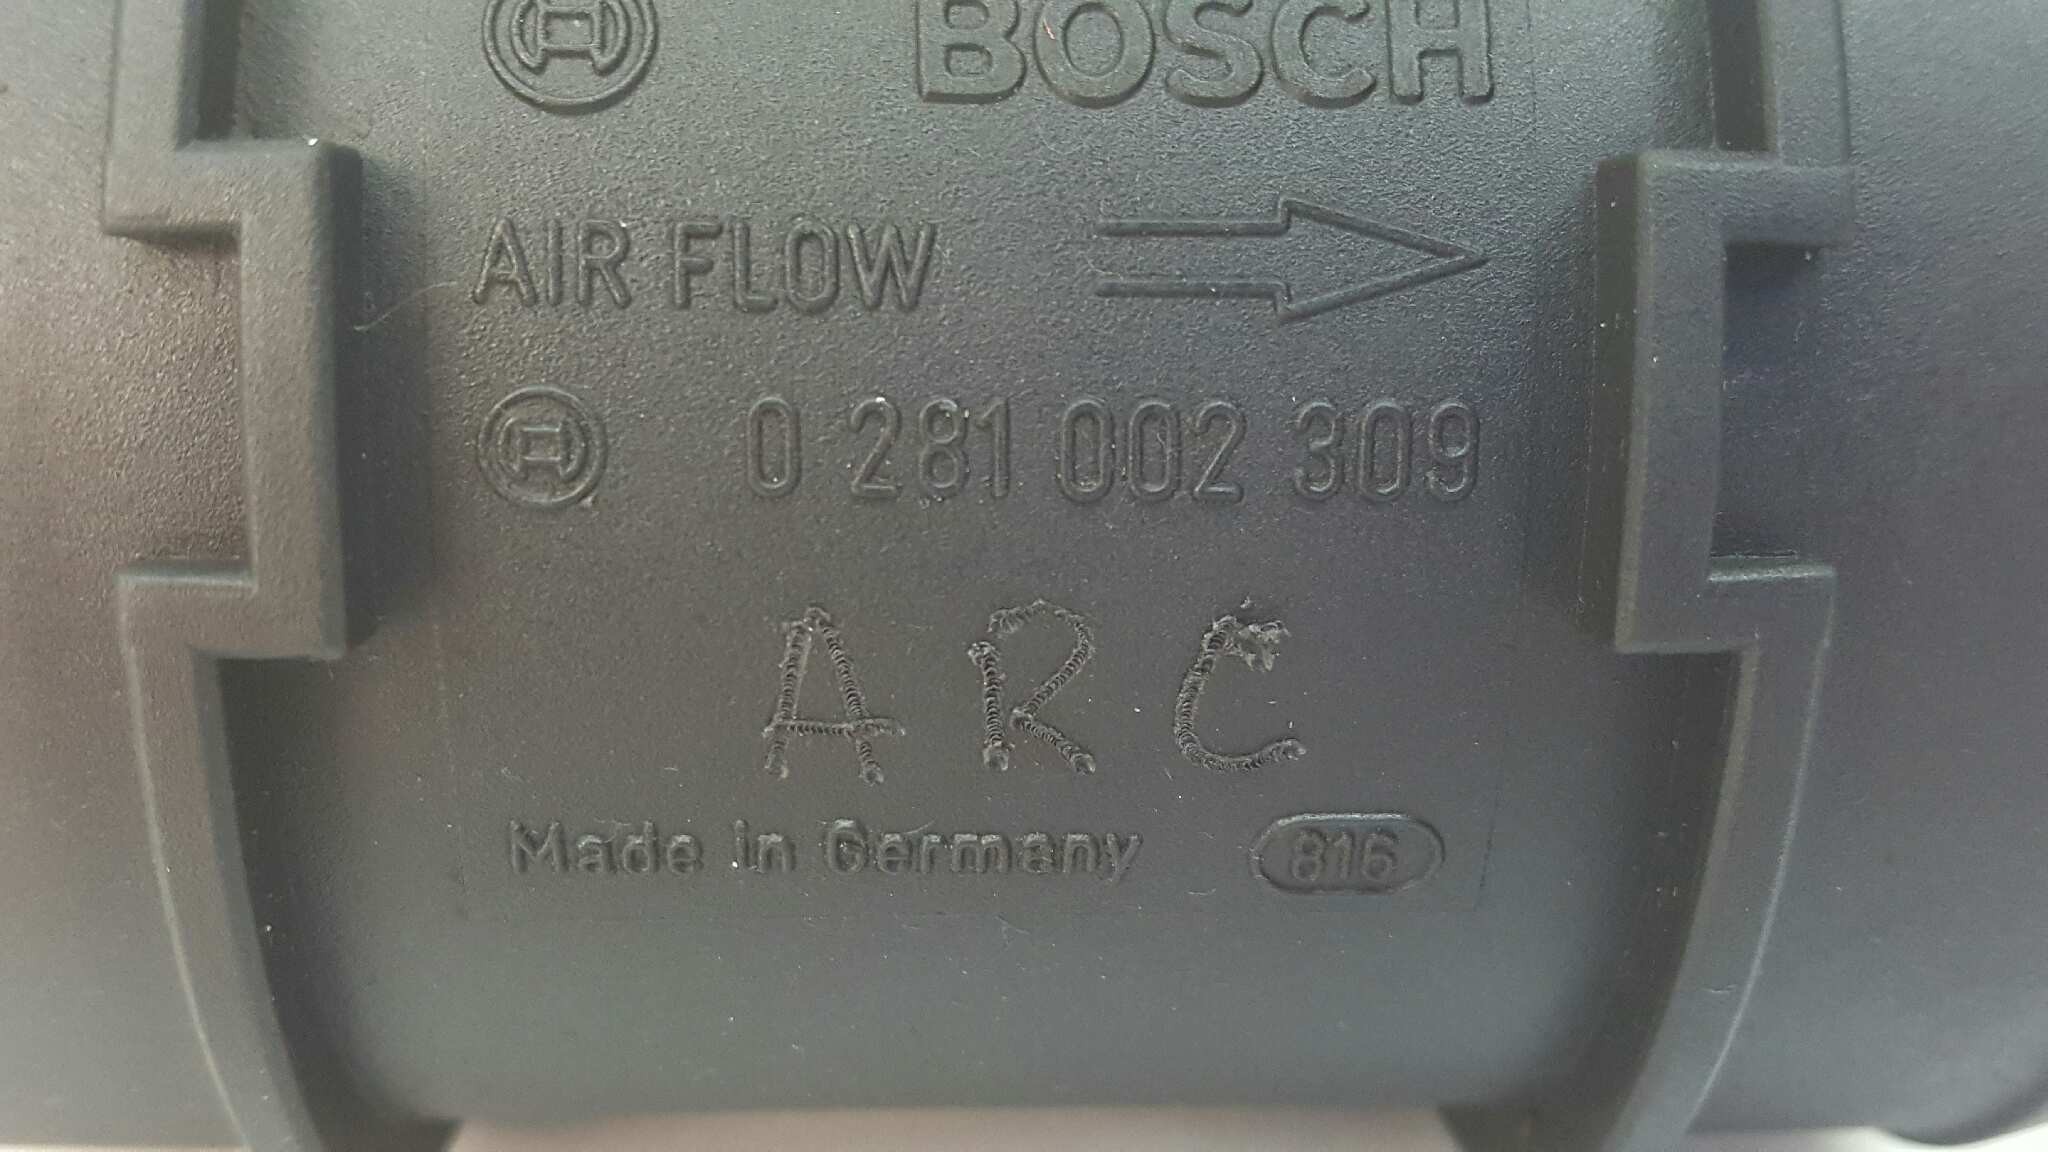 BOSCH
AIR FLOW
0 281 002 309
ARC
Made in Germany 816